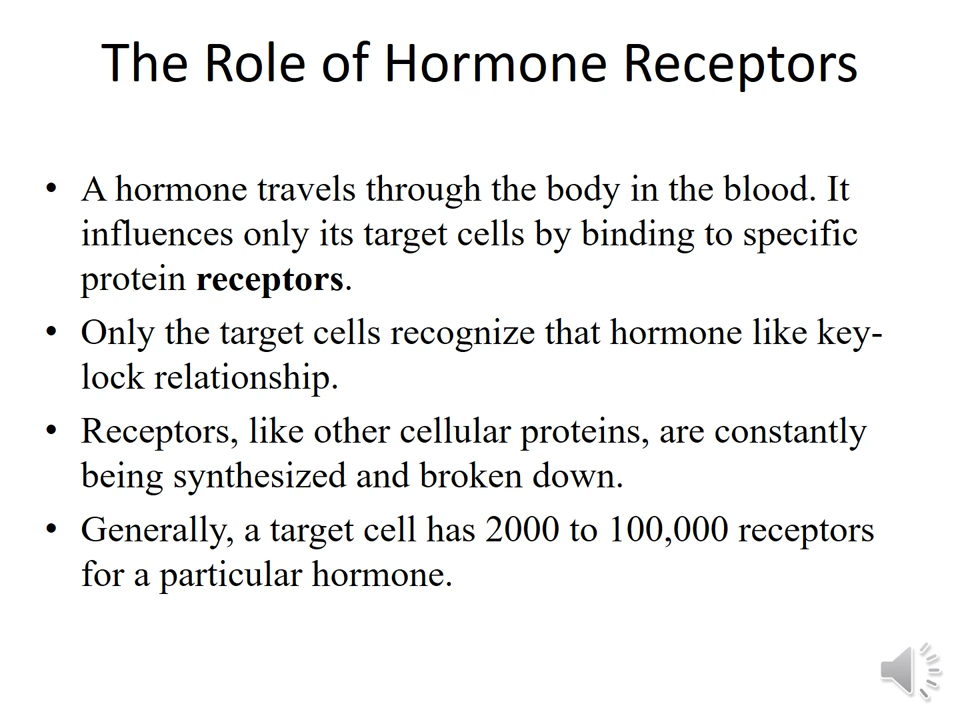 The Role of Hormone Receptors
• A hormone travels through the body in the blood. It
influences only its target cells by binding to specific
protein receptors.
• Only the target cells recognize that hormone like key-
lock relationship.
• Receptors, like other cellular proteins, are constantly
being synthesized and broken down.
• Generally, a target cell has 2000 to 100,000 receptors
for a particular hormone.